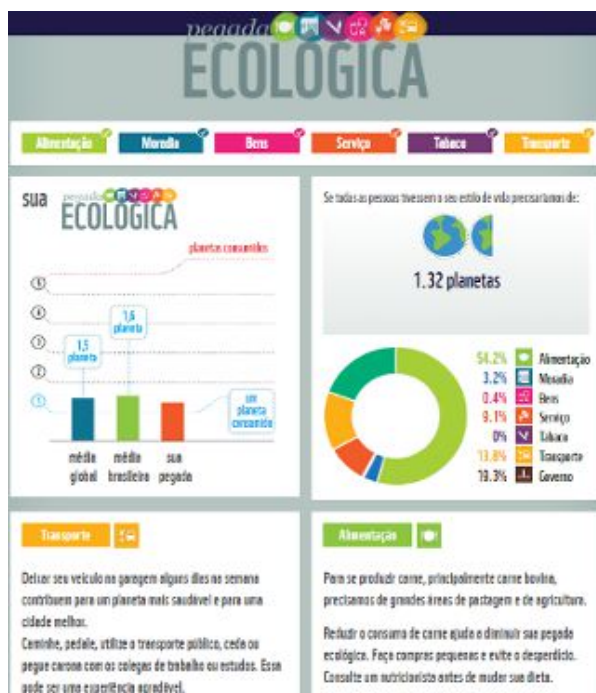 pegada
ECOLÓGICA
Alimentação
Moradia
Bens
Serviço
Tabaco
Transporte
sua
pegada
ECOLÓGICA
planetas consumidos
5
4
3
2
1
1,5
planeta
1,6
planeta
um
planeta
consumido
média
global
média
brasileira
sua
pegada
Se todas as pessoas tivessem o seu estilo de vida precisaríamos de:
1.32 planetas
54.2% Alimentação
3.2% Moradia
0.4% Bens
9.1% Serviço
0% Tabaco
13.8% Transporte
19.3% Governo
Transporte
Deixar seu veículo na garagem alguns dias na semana
contribuem para um planeta mais saudável e para uma
cidade melhor.
Caminhe, pedale, utilize o transporte público, ceda ou
pegue carona com os colegas de trabalho ou estudos. Essa
pode ser uma experiência agradável.
Alimentação
Para se produzir carne, principalmente carne bovina,
precisamos de grandes áreas de pastagem e de agricultura.
Reduzir o consumo de carne ajuda a diminuir sua pegada
ecológica. Faça compras pequenas e evite o desperdício.
Consulte um nutricionista antes de mudar sua dieta.